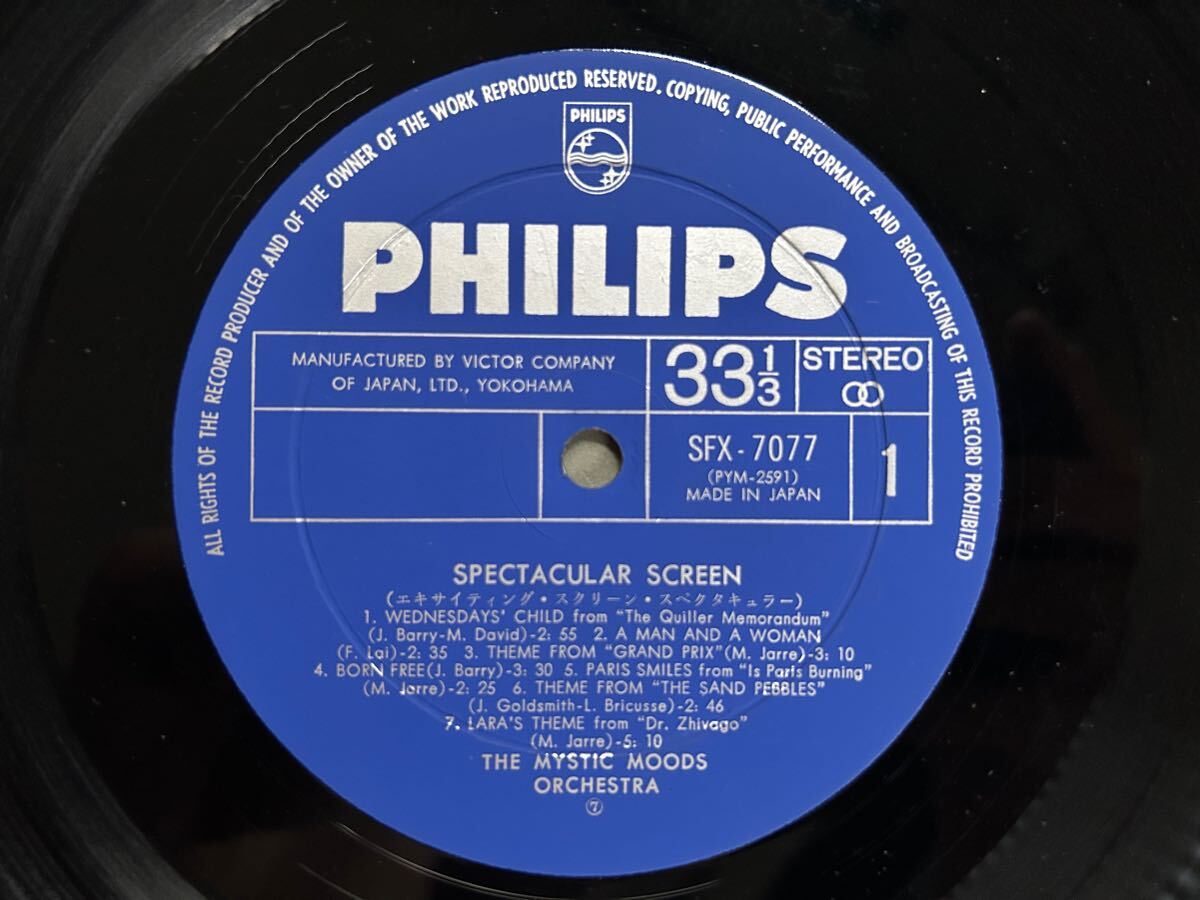 ALL RIGHTS OF THE RECORD PRODUCER AND OF THE OWNER OF THE WORK REPRODUCED RESERVED. COPYING, PUBLIC PERFORMANCE AND BROADCASTING OF THIS RECORD PROHIBITED
PHILIPS
PHILIPS
MANUFACTURED BY VICTOR COMPANY
OF JAPAN, LTD., YOKOHAMA
33 1/3
STEREO
SFX-7077
(PYM-2591)
MADE IN JAPAN
1
SPECTACULAR SCREEN
(エキサイティング・スクリーン・スペクタキュラー)
1. WEDNESDAYS' CHILD from "The Quiller Memorandum"
(J. Barry-M. David)-2: 55 2. A MAN AND A WOMAN
(F. Lai)-2: 35 3. THEME FROM "GRAND PRIX" (M. Jarre)-3: 10
4. BORN FREE (J. Barry)-3: 30 5. PARIS SMILES from "Is Paris Burning"
(M. Jarre)-2: 25 6. THEME FROM "THE SAND PEBBLES"
(J. Goldsmith-L. Bricusse)-2: 46
7. LARA'S THEME from "Dr. Zhivago"
(M. Jarre)-5: 10
THE MYSTIC MOODS
ORCHESTRA
⑦